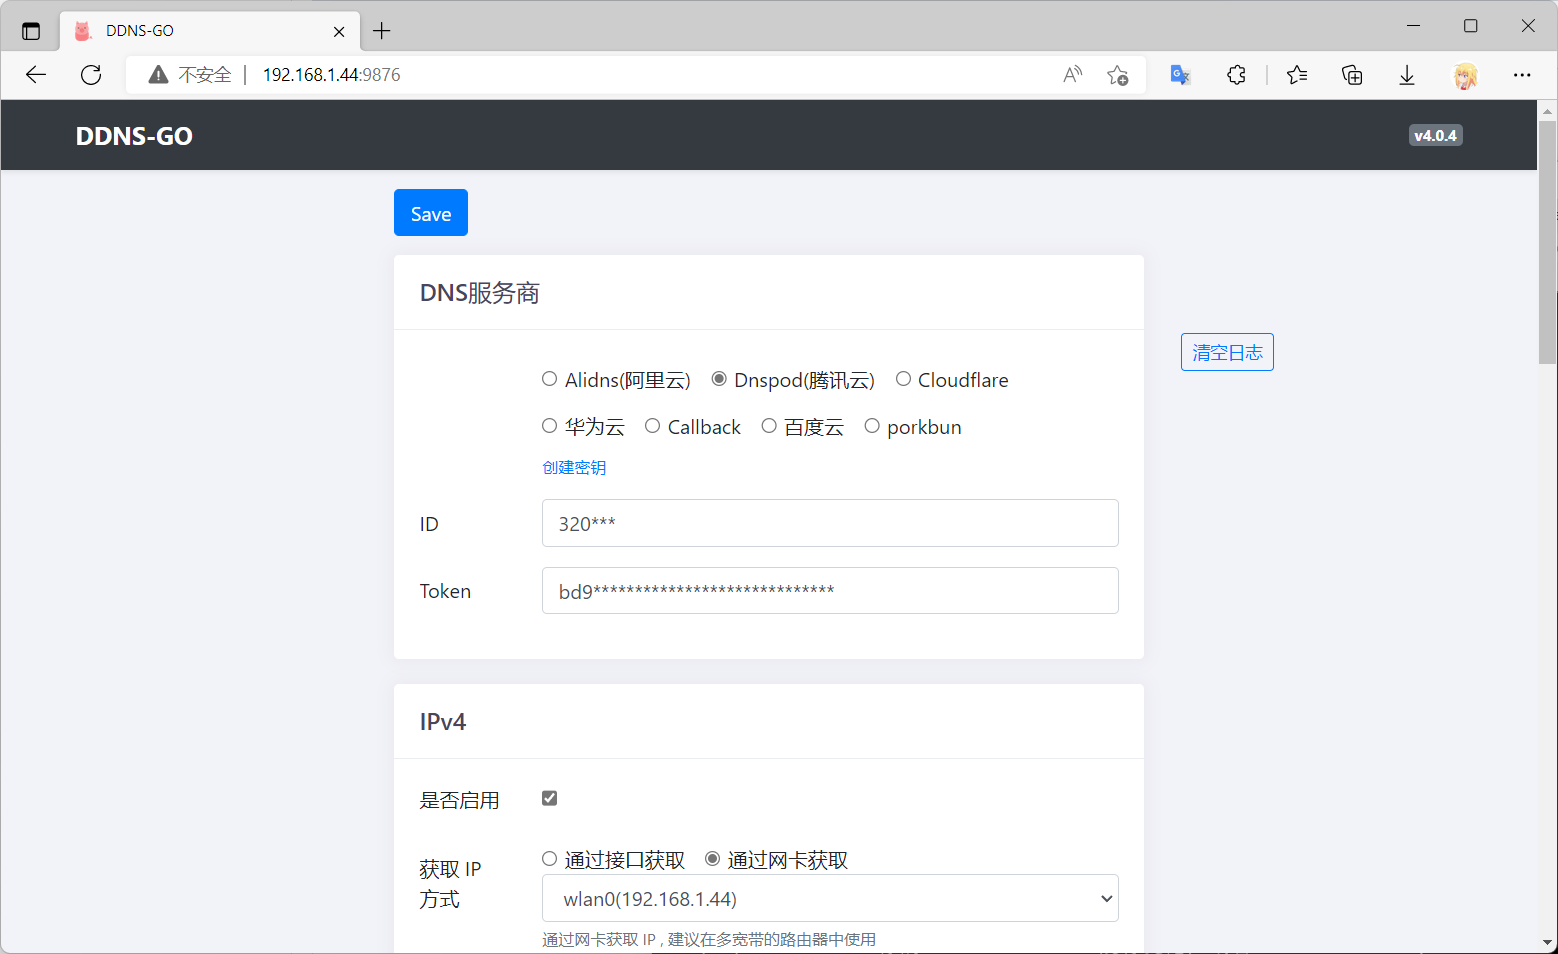 DDNS-GO
不安全 | 192.168.1.44:9876
DDNS-GO
v4.0.4
Save
DNS服务商
清空日志
Alidns(阿里云) Dnspod(腾讯云) Cloudflare
华为云 Callback 百度云 porkbun
创建密钥
ID 320***
Token bd9*****************************
IPv4
是否启用
通过接口获取 通过网卡获取
获取 IP
方式
wlan0(192.168.1.44)
通过网卡获取 IP , 建议在多宽带的路由器中使用